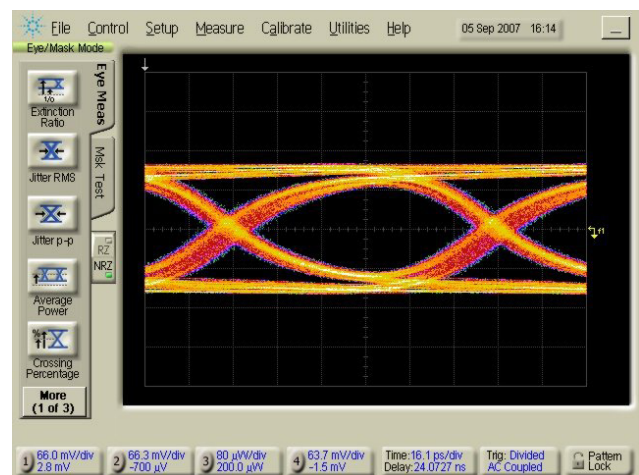 File Control Setup Measure Calibrate Utilities Help 05 Sep 2007 16:14
Eye/Mask Mode
Eye Meas
Msk Test
Extinction
Ratio
Jitter RMS
Jitter p-p
Average
Power
Crossing
Percentage
More
(1 of 3)
RZ
NRZ
f1
1 66.0 mV/div
2.8 mV
2 66.3 mV/div
-700 µV
3 80 µW/div
200.0 µW
4 63.7 mV/div
-1.5 mV
Time:16.1 ps/div
Delay:24.0727 ns
Trig: Divided
AC Coupled
Pattern
Lock